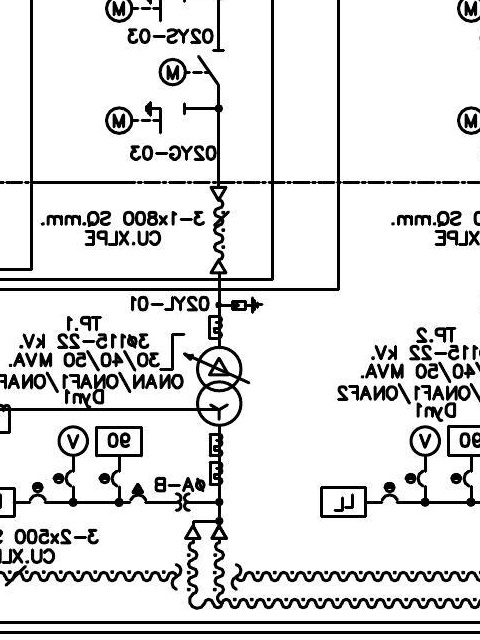 M
M
02YS-03
M
M
M
02YG-03
3-1x800 SQ.mm.
CU.XLPE
0 SQ.mm.
XLPE
02YL-01
TP.1
3ø115-22 kV.
30/40/50 MVA.
ONAN/ONAF1/ONAF
Dyn1
TP.2
115-22 kV.
40/50 MVA.
/ONAF1/ONAF2
Dyn1
V
90
V
90
øA-B
LL
3-2x500 S
CU.XL